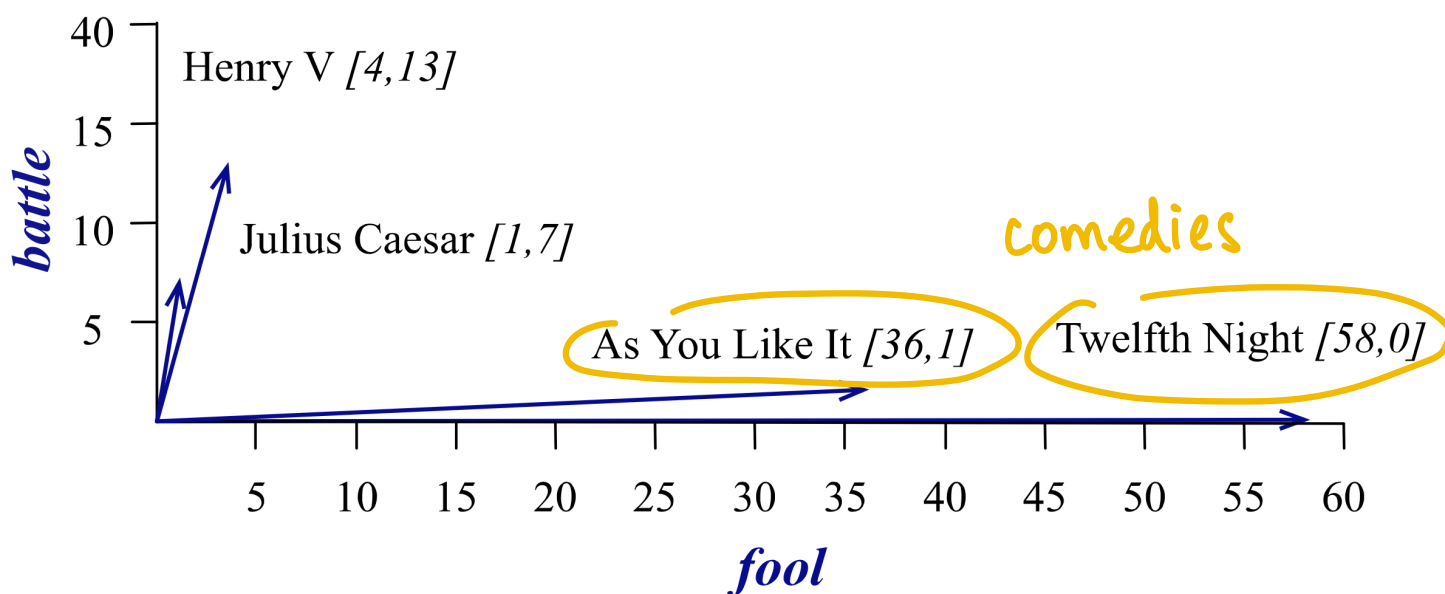 40
Henry V [4,13]
15
battle
10
Julius Caesar [1,7]
comedies
5
As You Like It [36,1]
Twelfth Night [58,0]
5 10 15 20 25 30 35 40 45 50 55 60
fool